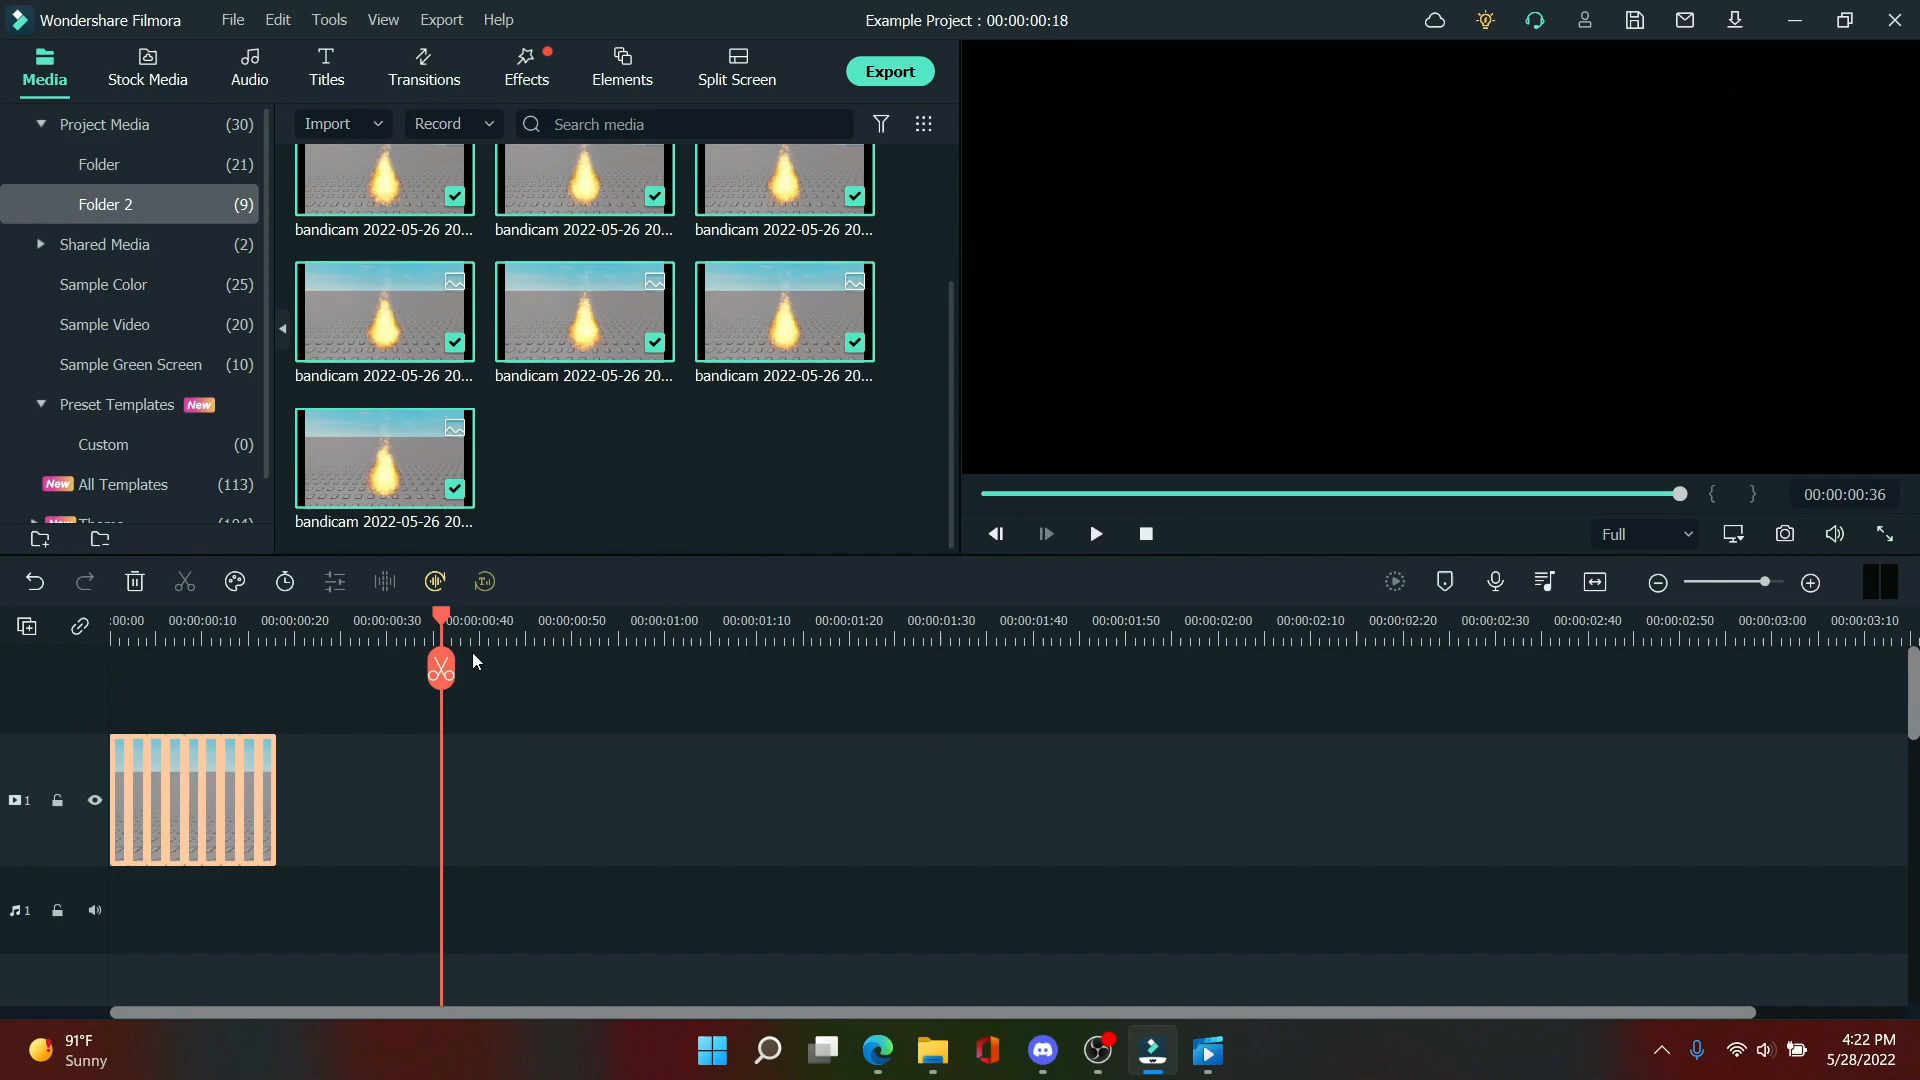 Wondershare Filmora
File
Edit
Tools
View
Export
Help
Example Project : 00:00:00:18
Media
Stock Media
Audio
Titles
Transitions
Effects
Elements
Split Screen
Export
Project Media (30)
Folder (21)
Folder 2 (9)
Shared Media (2)
Sample Color (25)
Sample Video (20)
Sample Green Screen (10)
Preset Templates New
Custom (0)
New All Templates (113)
Import
Record
Search media
bandicam 2022-05-26 20...
bandicam 2022-05-26 20...
bandicam 2022-05-26 20...
bandicam 2022-05-26 20...
bandicam 2022-05-26 20...
bandicam 2022-05-26 20...
bandicam 2022-05-26 20...
{ } 00:00:00:36
Full
:00:00 00:00:00:10 00:00:00:20 00:00:00:30 00:00:00:40 00:00:00:50 00:00:01:00 00:00:01:10 00:00:01:20 00:00:01:30 00:00:01:40 00:00:01:50 00:00:02:00 00:00:02:10 00:00:02:20 00:00:02:30 00:00:02:40 00:00:02:50 00:00:03:00 00:00:03:10
1
1
91°F
Sunny
4:22 PM
5/28/2022